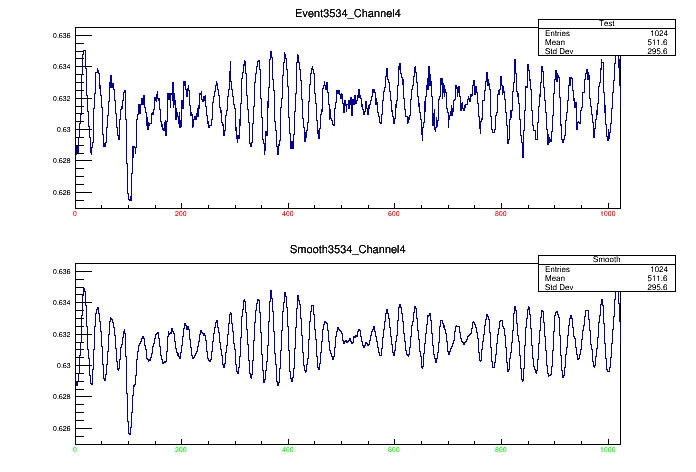 Event3534_Channel4
Test
Entries 1024
Mean 511.6
Std Dev 295.6
0.636
0.634
0.632
0.63
0.628
0.626
0 200 400 600 800 1000
Smooth3534_Channel4
Smooth
Entries 1024
Mean 511.6
Std Dev 295.6
0.636
0.634
0.632
0.63
0.628
0.626
0 200 400 600 800 1000